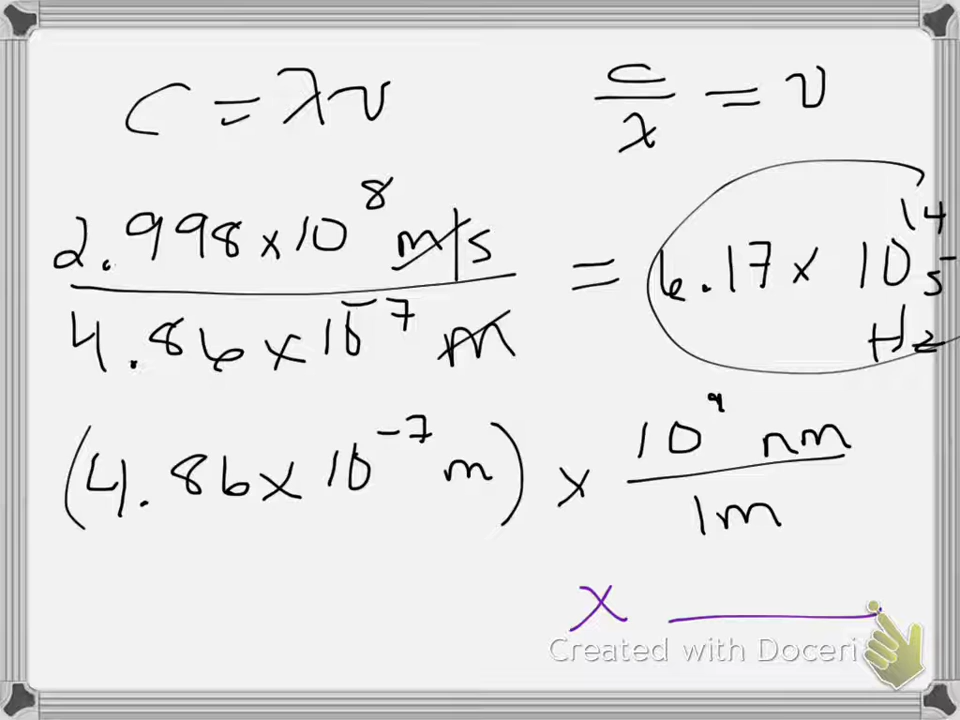 c = λν
c/λ = ν
2.998 x 10^8 m/s / 4.86 x 10^-7 m = 6.17 x 10^14 s Hz
(4.86 x 10^-7 m) x 10^9 nm / 1m
x ___
Created with Doceri